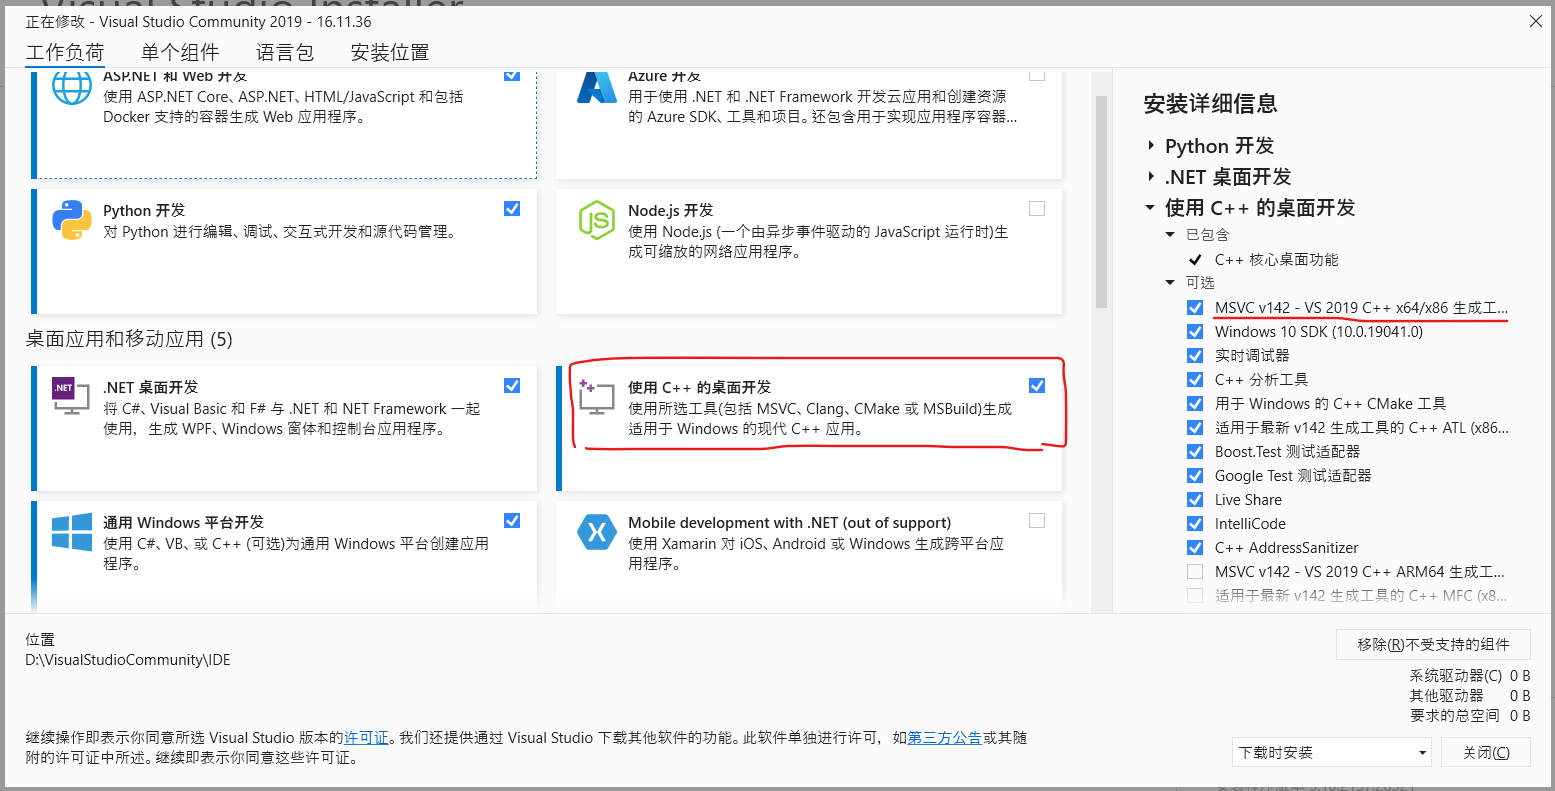 正在修改 - Visual Studio Community 2019 - 16.11.36
工作负荷 单个组件 语言包 安装位置
ASP.NET 和 Web 开发
使用 ASP.NET Core、ASP.NET、HTML/JavaScript 和包括
Docker 支持的容器生成 Web 应用程序。
Azure 开发
用于使用 .NET 和 .NET Framework 开发云应用和创建资源
的 Azure SDK、工具和项目。还包含用于实现应用程序容器...
Python 开发
对 Python 进行编辑、调试、交互式开发和源代码管理。
Node.js 开发
使用 Node.js (一个由异步事件驱动的 JavaScript 运行时)生
成可缩放的网络应用程序。
桌面应用和移动应用 (5)
.NET
.NET 桌面开发
将 C#、Visual Basic 和 F# 与 .NET 和 .NET Framework 一起
使用，生成 WPF、Windows 窗体和控制台应用程序。
使用 C++ 的桌面开发
使用所选工具(包括 MSVC、Clang、CMake 或 MSBuild)生成
适用于 Windows 的现代 C++ 应用。
通用 Windows 平台开发
使用 C#、VB、或 C++ (可选)为通用 Windows 平台创建应用
程序。
Mobile development with .NET (out of support)
使用 Xamarin 对 iOS、Android 或 Windows 生成跨平台应
用程序。
安装详细信息
Python 开发
.NET 桌面开发
使用 C++ 的桌面开发
已包含
C++ 核心桌面功能
可选
MSVC v142 - VS 2019 C++ x64/x86 生成工...
Windows 10 SDK (10.0.19041.0)
实时调试器
C++ 分析工具
用于 Windows 的 C++ CMake 工具
适用于最新 v142 生成工具的 C++ ATL (x86...
Boost.Test 测试适配器
Google Test 测试适配器
Live Share
IntelliCode
C++ AddressSanitizer
MSVC v142 - VS 2019 C++ ARM64 生成工...
适用于最新 v142 生成工具的 C++ MFC (x8...
位置
D:\VisualStudioCommunity\IDE
移除(R)不受支持的组件
系统驱动器(C) 0 B
其他驱动器 0 B
要求的总空间 0 B
继续操作即表示你同意所选 Visual Studio 版本的许可证。我们还提供通过 Visual Studio 下载其他软件的功能。此软件单独进行许可，如第三方公告或其随
附的许可证中所述。继续即表示你同意这些许可证。
下载时安装
关闭(C)